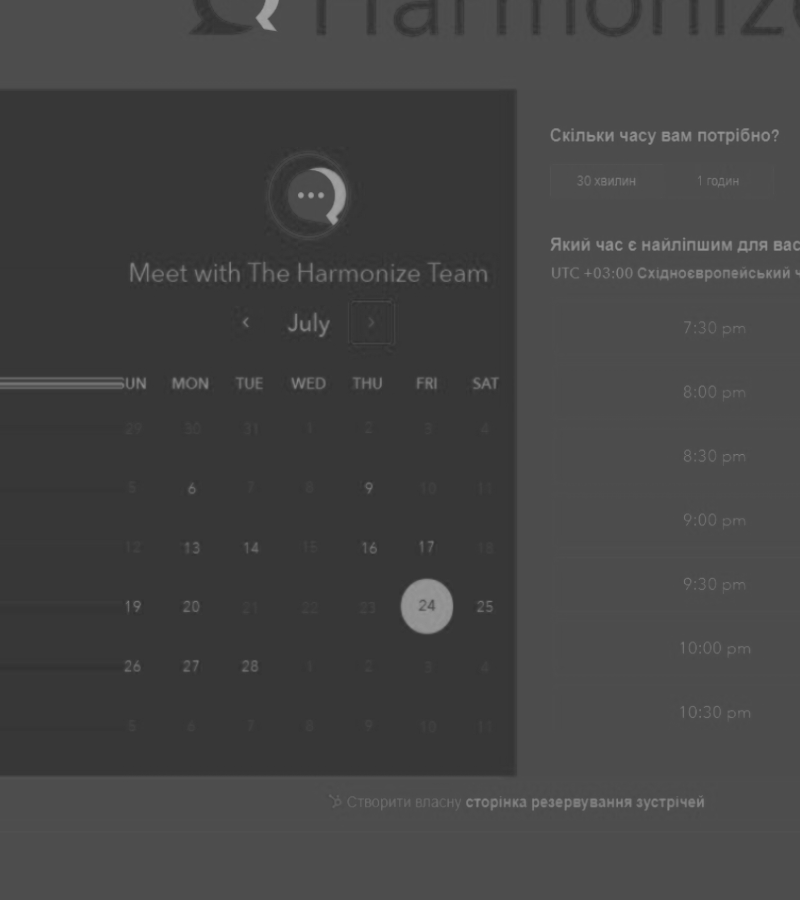 Harmonize
Meet with The Harmonize Team
‹ July ›
SUN MON TUE WED THU FRI SAT
29 30 31 1 2 3 4
5 6 7 8 9 10 11
12 13 14 15 16 17 18
19 20 21 22 23 24 25
26 27 28 1 2 3 4
5 6 7 8 9 10 11
Скільки часу вам потрібно?
30 хвилин 1 годин
Який час є найліпшим для вас
UTC +03:00 Східноєвропейський ч
7:30 pm
8:00 pm
8:30 pm
9:00 pm
9:30 pm
10:00 pm
10:30 pm
Створити власну сторінка резервування зустрічей